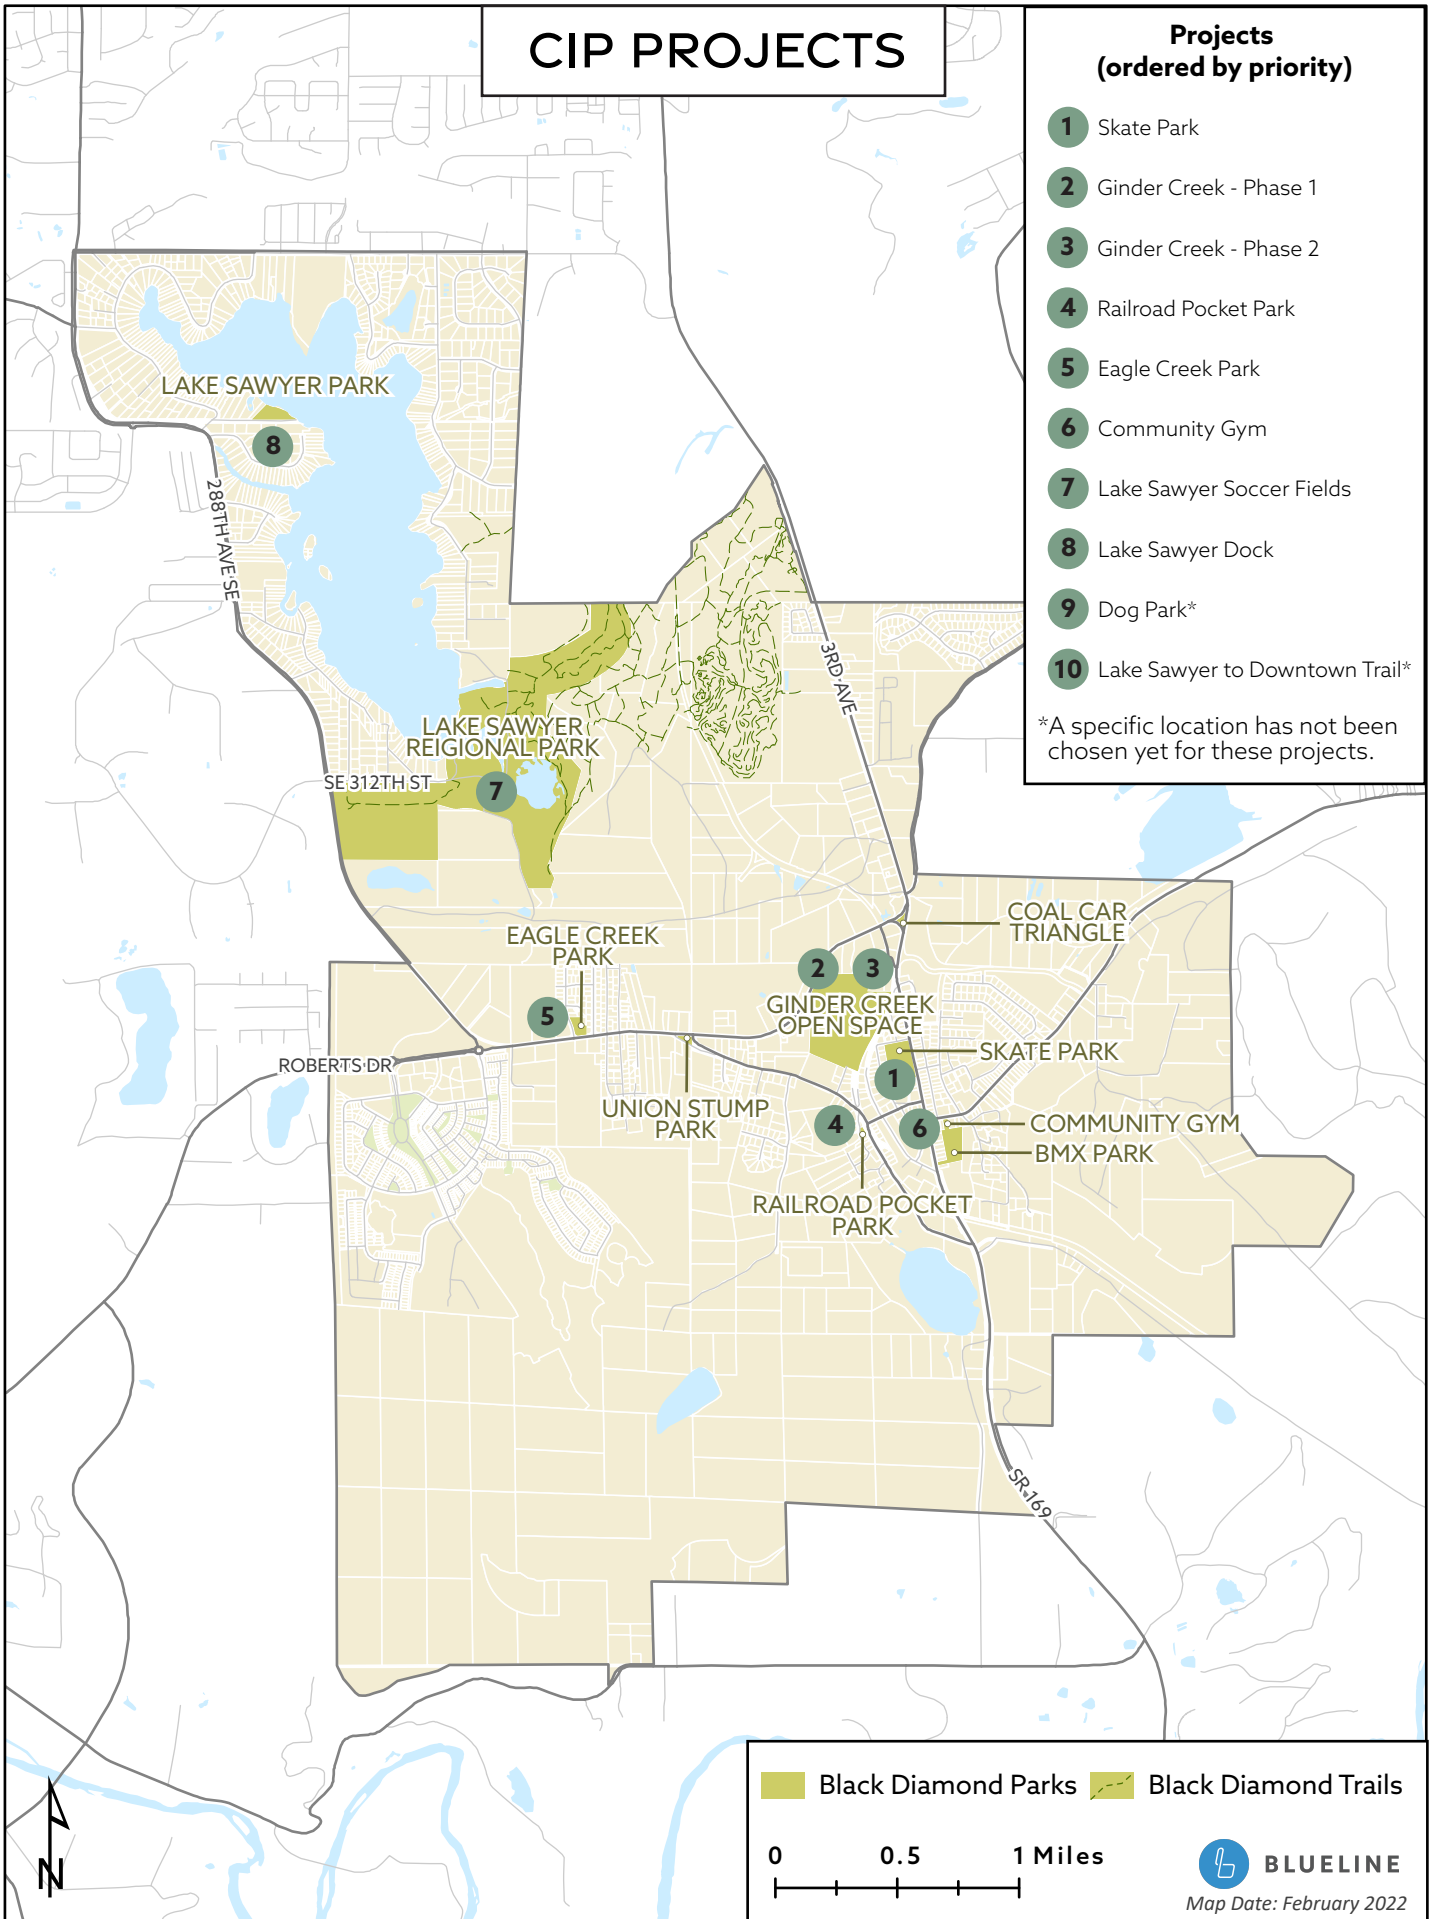 CIP PROJECTS
Projects
(ordered by priority)
1 Skate Park
2 Ginder Creek - Phase 1
3 Ginder Creek - Phase 2
4 Railroad Pocket Park
5 Eagle Creek Park
6 Community Gym
7 Lake Sawyer Soccer Fields
8 Lake Sawyer Dock
9 Dog Park*
10 Lake Sawyer to Downtown Trail*
*A specific location has not been
chosen yet for these projects.
LAKE SAWYER PARK
8
288TH AVE SE
3RD AVE
LAKE SAWYER
REIGIONAL PARK
SE 312TH ST
7
COAL CAR
TRIANGLE
EAGLE CREEK
PARK
2
3
GINDER CREEK
OPEN SPACE
5
SKATE PARK
ROBERTS DR
1
UNION STUMP
PARK
4
6
COMMUNITY GYM
BMX PARK
RAILROAD POCKET
PARK
SR 169
Black Diamond Parks
Black Diamond Trails
0 0.5 1 Miles
BLUELINE
Map Date: February 2022
N